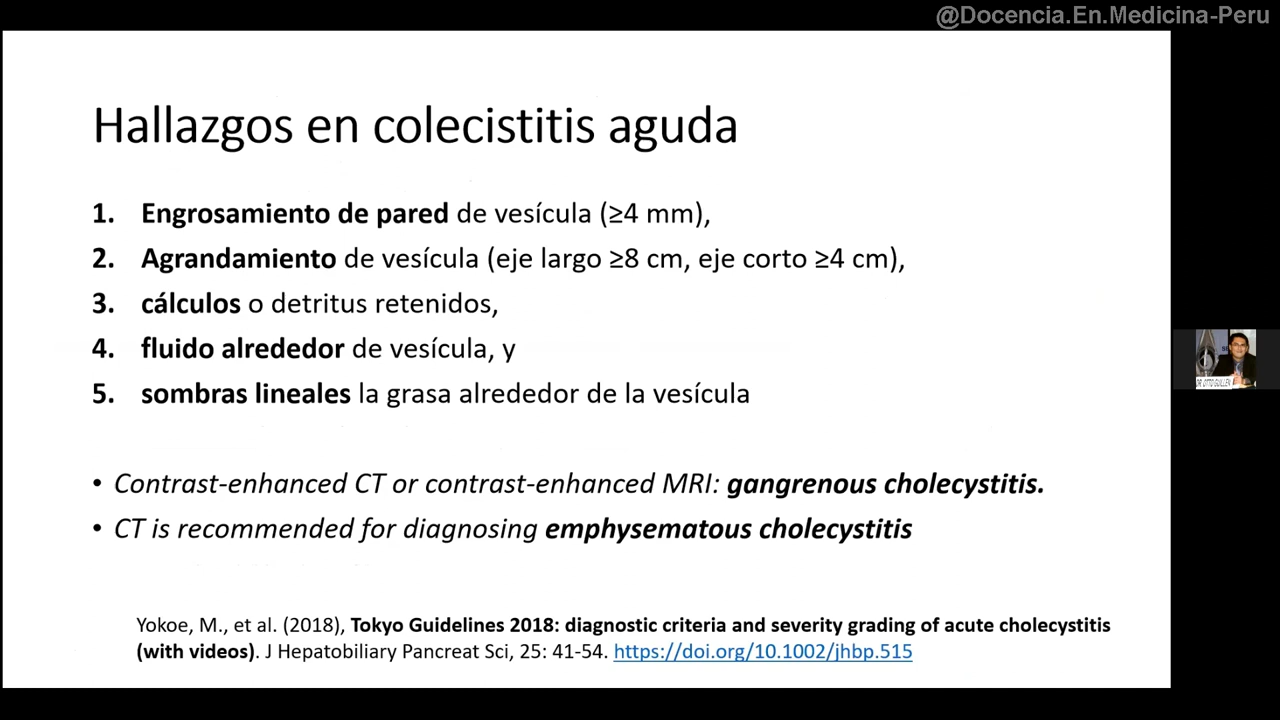 @Docencia.En.Medicina-Peru
Hallazgos en colecistitis aguda
1. Engrosamiento de pared de vesícula (≥4 mm),
2. Agrandamiento de vesícula (eje largo ≥8 cm, eje corto ≥4 cm),
3. cálculos o detritus retenidos,
4. fluido alrededor de vesícula, y
5. sombras lineales la grasa alrededor de la vesícula
• Contrast-enhanced CT or contrast-enhanced MRI: gangrenous cholecystitis.
• CT is recommended for diagnosing emphysematous cholecystitis
Yokoe, M., et al. (2018), Tokyo Guidelines 2018: diagnostic criteria and severity grading of acute cholecystitis
(with videos). J Hepatobiliary Pancreat Sci, 25: 41-54. https://doi.org/10.1002/jhbp.515
DR. OTTO GUILLEN